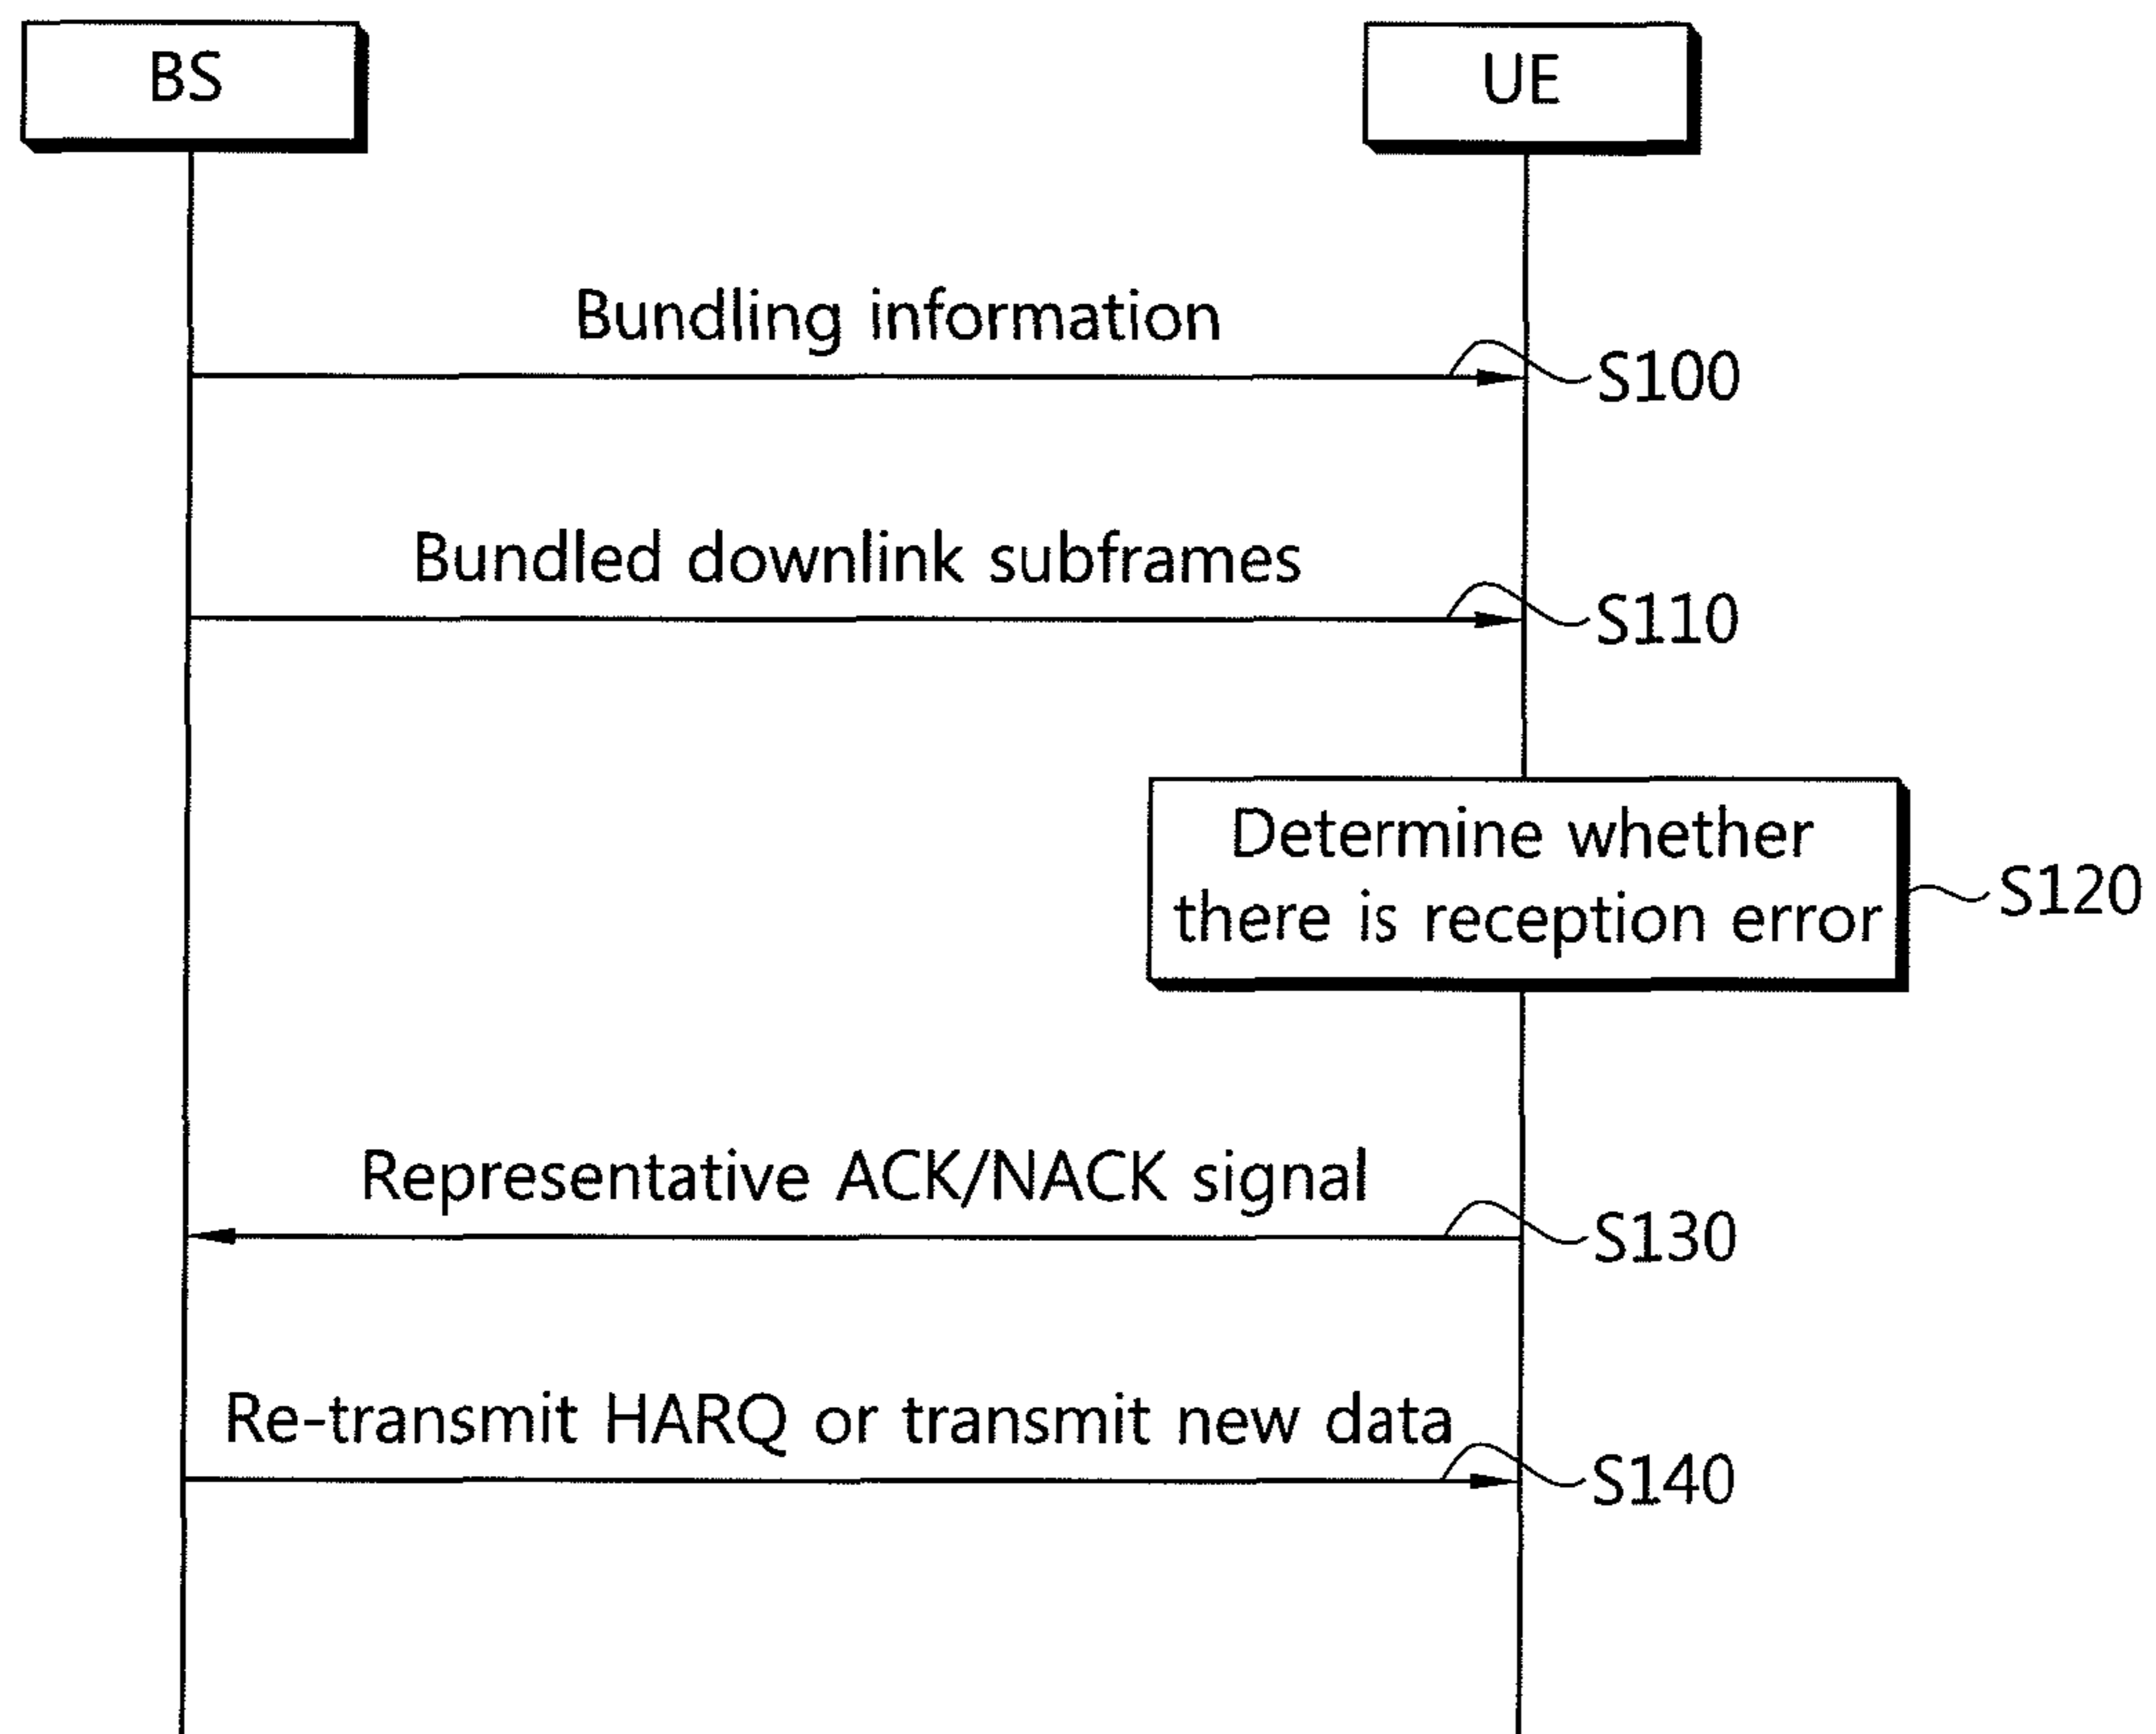 BS
UE
Bundling information
S100
Bundled downlink subframes
S110
Determine whether
there is reception error
S120
Representative ACK/NACK signal
S130
Re-transmit HARQ or transmit new data
S140